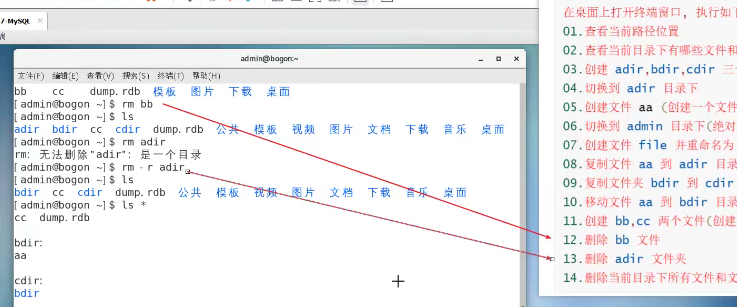 7-MySQL
admin@bogon:~
文件(F) 编辑(E) 查看(V) 搜索(S) 终端(T) 帮助(H)
bb cc dump.rdb 模板 图片 下载 桌面
[admin@bogon ~]$ rm bb
[admin@bogon ~]$ ls
adir bdir cc cdir dump.rdb 公共 模板 视频 图片 文档 下载 音乐 桌面
[admin@bogon ~]$ rm adir
rm: 无法删除"adir": 是一个目录
[admin@bogon ~]$ rm -r adir
[admin@bogon ~]$ ls
bdir cc cdir dump.rdb 公共 模板 视频 图片 文档 下载 音乐 桌面
[admin@bogon ~]$ ls *
cc dump.rdb
bdir:
aa
cdir:
bdir
在桌面上打开终端窗口, 执行如下
01.查看当前路径位置
02.查看当前目录下有哪些文件和
03.创建 adir,bdir,cdir 三
04.切换到 adir 目录下
05.创建文件 aa (创建一个文件
06.切换到 admin 目录下(绝对
07.创建文件 file 并重命名为
08.复制文件 aa 到 adir 目录
09.复制文件夹 bdir 到 cdir
10.移动文件 aa 到 bdir 目录
11.创建 bb,cc 两个文件(创建
12.删除 bb 文件
13.删除 adir 文件夹
14.删除当前目录下所有文件和文